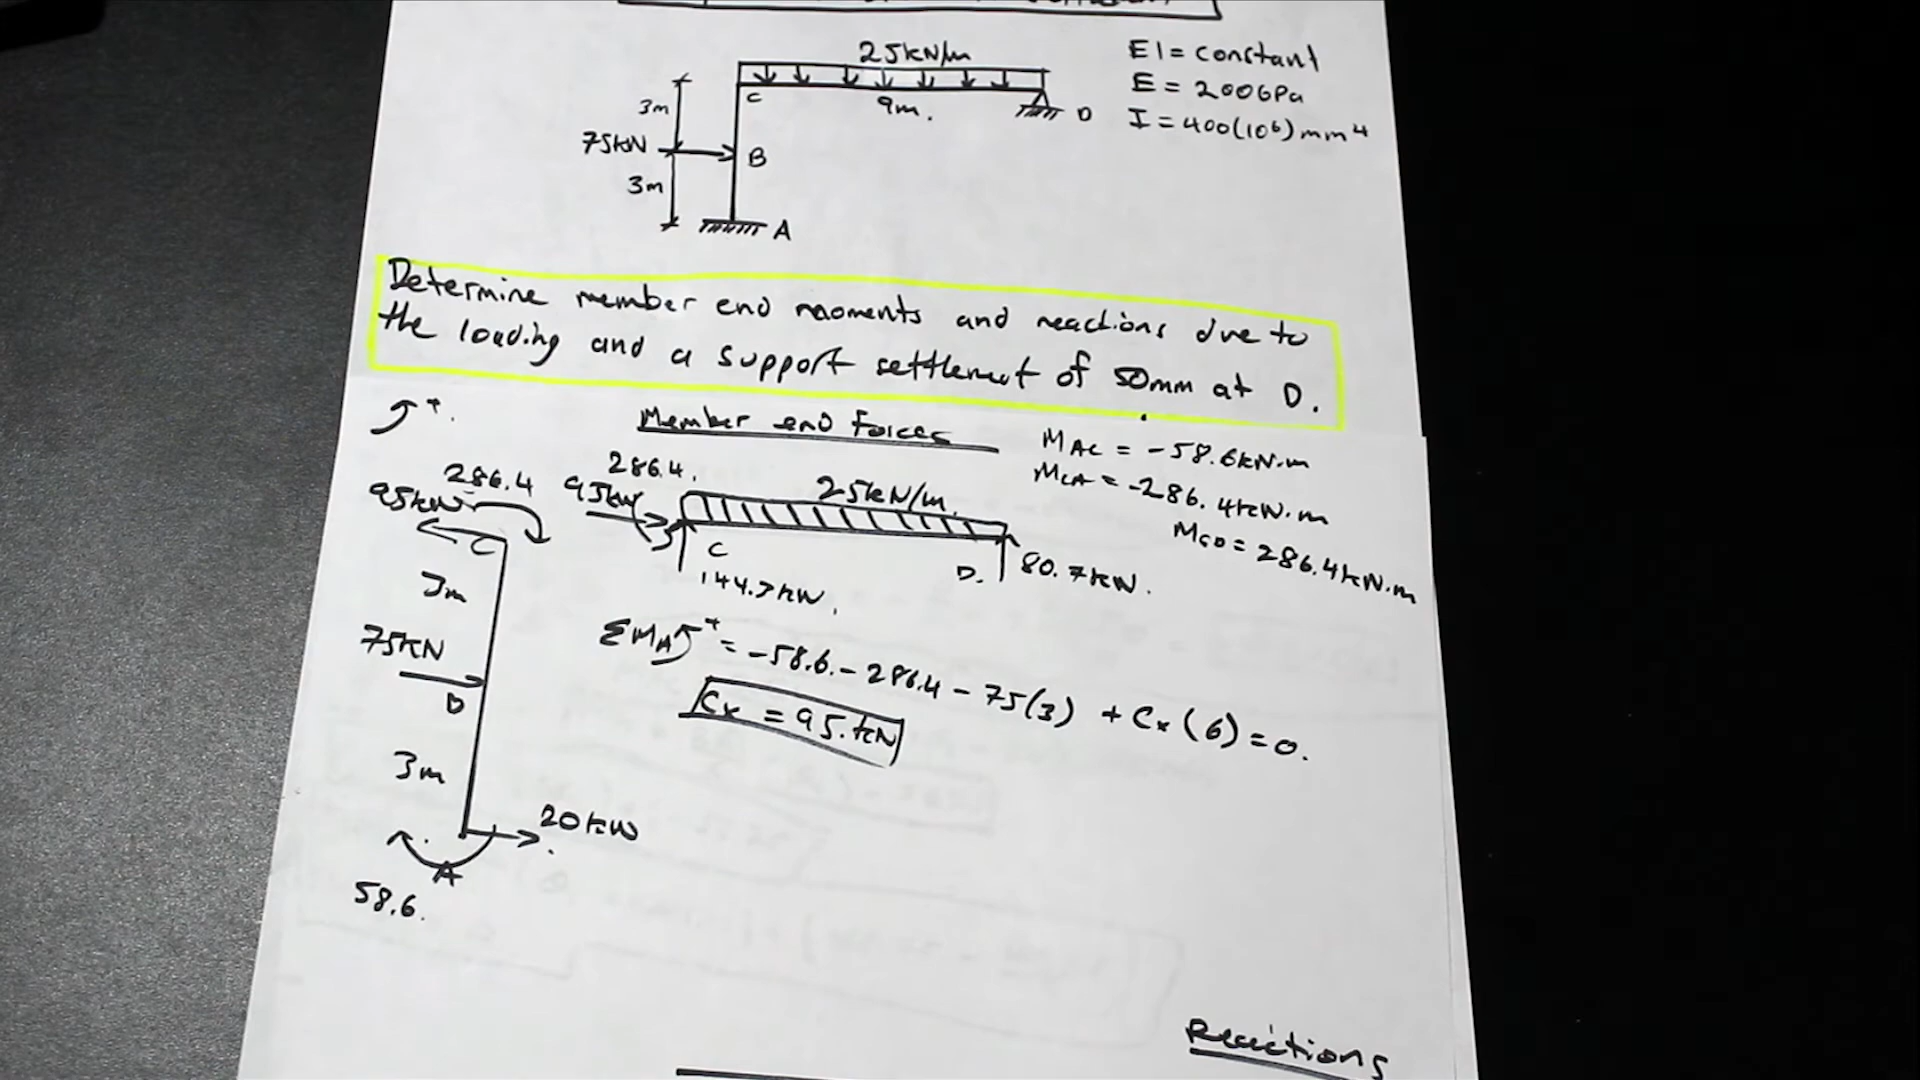 25kN/m
EI = constant
E = 200GPa
I = 400(10⁶)mm⁴
3m
C
9m.
D
75kN
B
3m
A
Determine member end moments and reactions due to
the loading and a support settlement of 50mm at D.
+.
Member end Forces
MAC = -58.6kN.m
MCA = -286.4kN.m
MCD = 286.4kN.m
286.4
95kN
286.4.
95kN
25kN/m.
C
C
D.
144.3kN.
80.7kN.
3m
75kN
D
3m
ΣMA + = -58.6. - 286.4 - 75(3) + Cx(6) = 0.
Cx = 95.kN
20kN
A
58.6.
Reactions